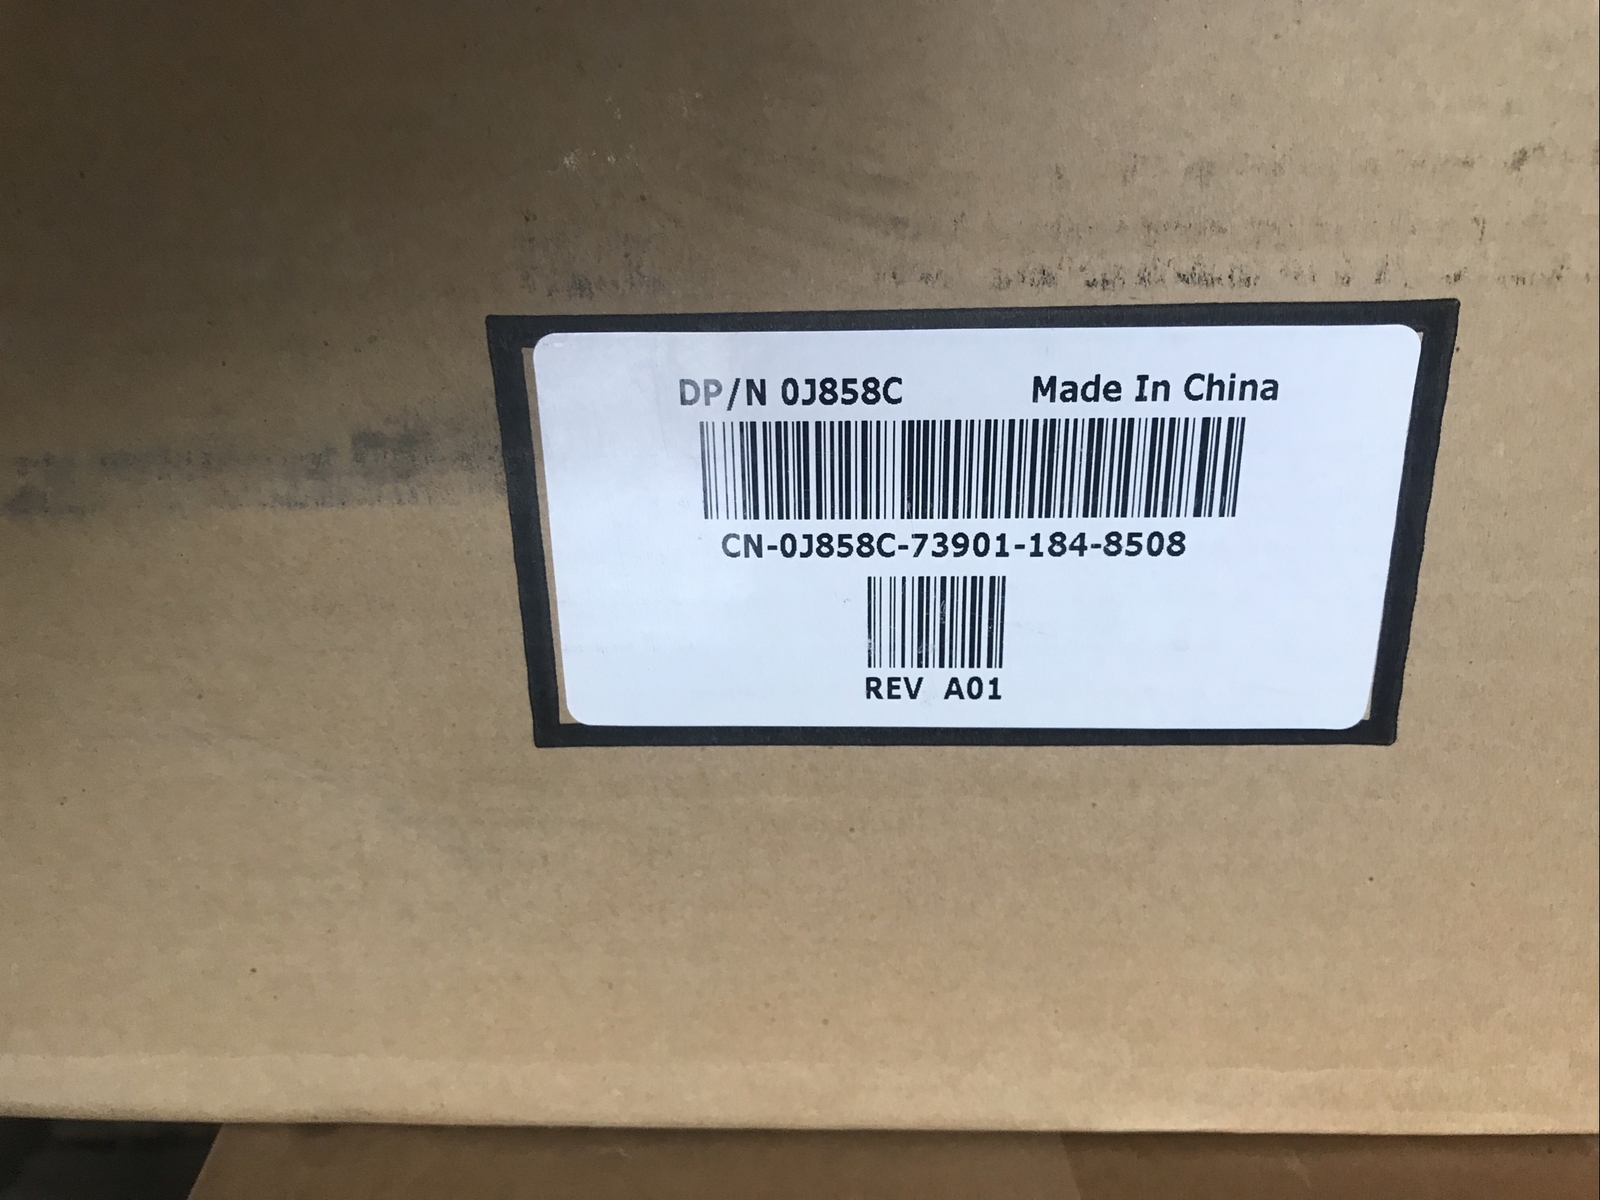 DP/N 0J858C Made In China
CN-0J858C-73901-184-8508
REV A01